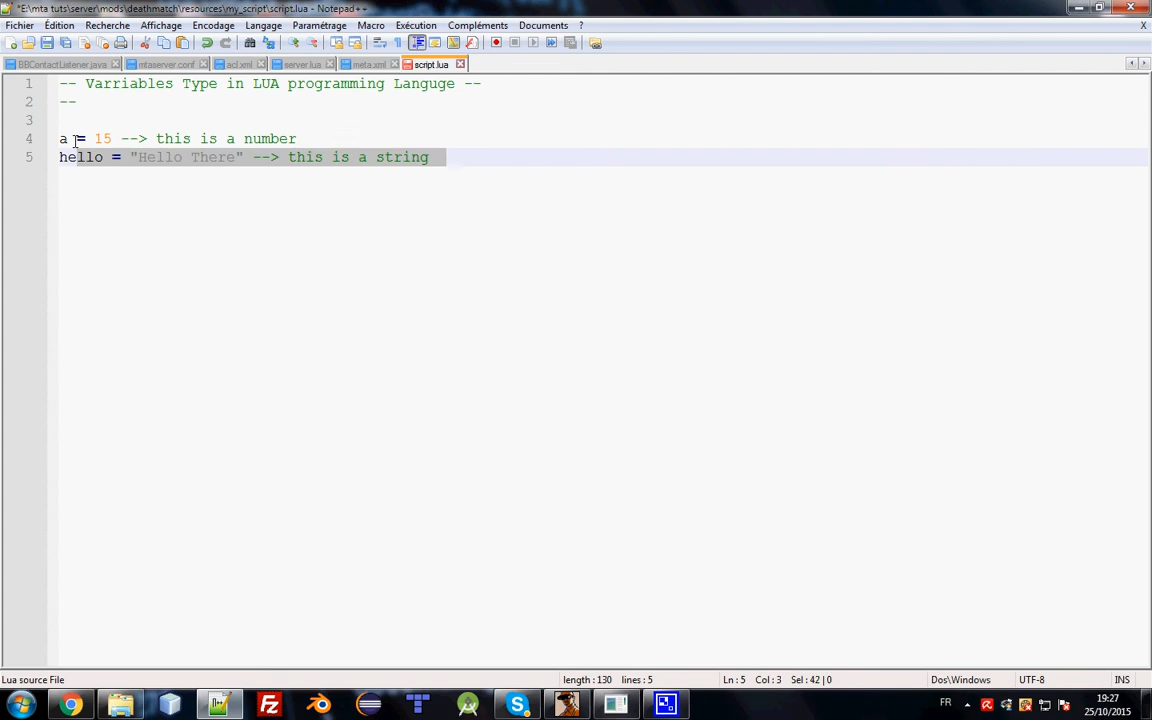 *E:\mta tuts\server\mods\deathmatch\resources\my_script\script.lua - Notepad++
Fichier Édition Recherche Affichage Encodage Langage Paramétrage Macro Exécution Compléments Documents ? X
BBContactListener.java mtaserver.conf acl.xml server.lua meta.xml script.lua
1 -- Varriables Type in LUA programming Languge --
2 --
3
4 a = 15 --> this is a number
5 hello = "Hello There" --> this is a string
Lua source File length : 130 lines : 5 Ln : 5 Col : 3 Sel : 42 | 0 Dos\Windows UTF-8 INS
FR 19:27
25/10/2015